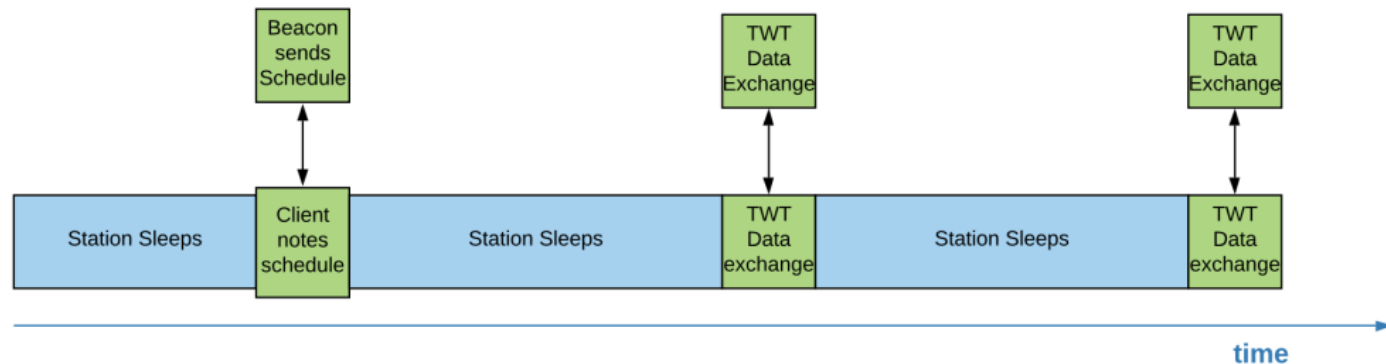 Beacon
sends
Schedule
TWT
Data
Exchange
TWT
Data
Exchange
Station Sleeps
Client
notes
schedule
Station Sleeps
TWT
Data
exchange
Station Sleeps
TWT
Data
exchange
time